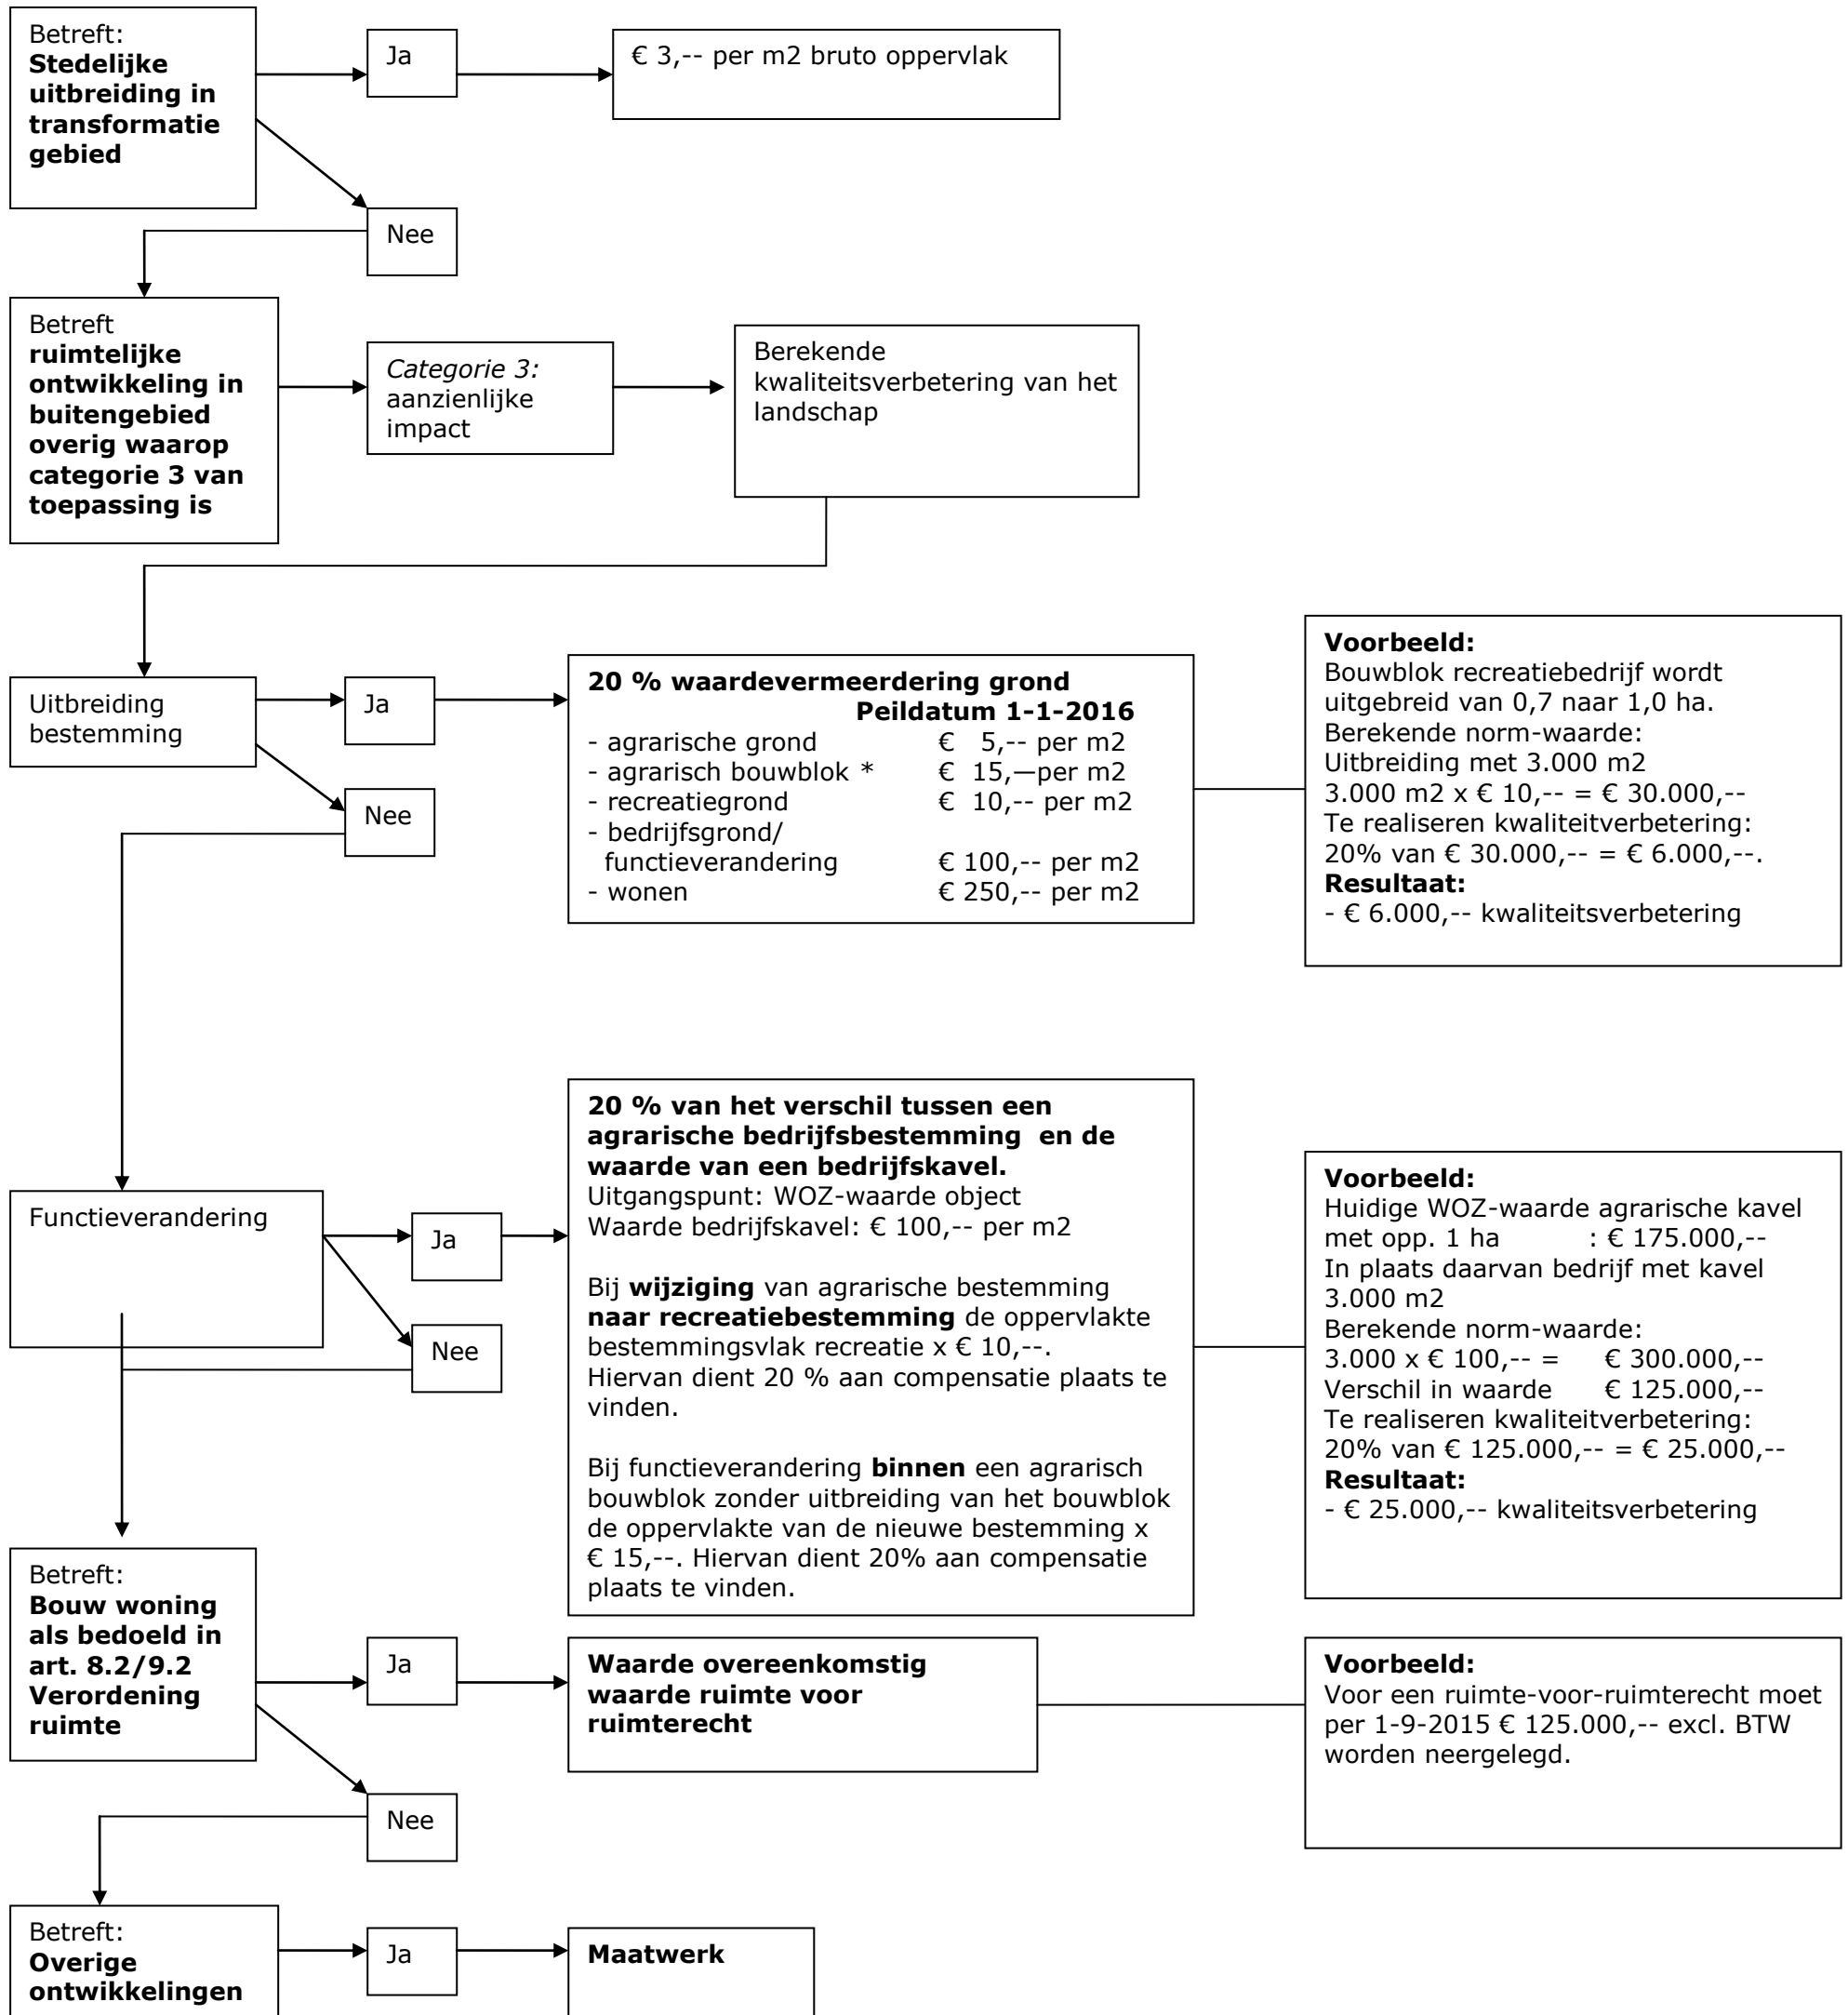 Betreft:
Stedelijke
uitbreiding in
transformatie
gebied
Ja
€ 3,-- per m2 bruto oppervlak
Nee
Betreft
ruimtelijke
ontwikkeling in
buitengebied
overig waarop
categorie 3 van
toepassing is
Categorie 3:
aanzienlijke
impact
Berekende
kwaliteitsverbetering van het
landschap
Uitbreiding
bestemming
Ja
Nee
20 % waardevermeerdering grond
Peildatum 1-1-2016
- agrarische grond € 5,-- per m2
- agrarisch bouwblok * € 15,—per m2
- recreatiegrond € 10,-- per m2
- bedrijfsgrond/
functieverandering € 100,-- per m2
- wonen € 250,-- per m2
Voorbeeld:
Bouwblok recreatiebedrijf wordt
uitgebreid van 0,7 naar 1,0 ha.
Berekende norm-waarde:
Uitbreiding met 3.000 m2
3.000 m2 x € 10,-- = € 30.000,--
Te realiseren kwaliteitverbetering:
20% van € 30.000,-- = € 6.000,--.
Resultaat:
- € 6.000,-- kwaliteitsverbetering
Functieverandering
Ja
Nee
20 % van het verschil tussen een
agrarische bedrijfsbestemming en de
waarde van een bedrijfskavel.
Uitgangspunt: WOZ-waarde object
Waarde bedrijfskavel: € 100,-- per m2
Bij wijziging van agrarische bestemming
naar recreatiebestemming de oppervlakte
bestemmingsvlak recreatie x € 10,--.
Hiervan dient 20 % aan compensatie plaats te
vinden.
Bij functieverandering binnen een agrarisch
bouwblok zonder uitbreiding van het bouwblok
de oppervlakte van de nieuwe bestemming x
€ 15,--. Hiervan dient 20% aan compensatie
plaats te vinden.
Voorbeeld:
Huidige WOZ-waarde agrarische kavel
met opp. 1 ha : € 175.000,--
In plaats daarvan bedrijf met kavel
3.000 m2
Berekende norm-waarde:
3.000 x € 100,-- = € 300.000,--
Verschil in waarde € 125.000,--
Te realiseren kwaliteitverbetering:
20% van € 125.000,-- = € 25.000,--
Resultaat:
- € 25.000,-- kwaliteitsverbetering
Betreft:
Bouw woning
als bedoeld in
art. 8.2/9.2
Verordening
ruimte
Ja
Nee
Waarde overeenkomstig
waarde ruimte voor
ruimterecht
Voorbeeld:
Voor een ruimte-voor-ruimterecht moet
per 1-9-2015 € 125.000,-- excl. BTW
worden neergelegd.
Betreft:
Overige
ontwikkelingen
Ja
Maatwerk